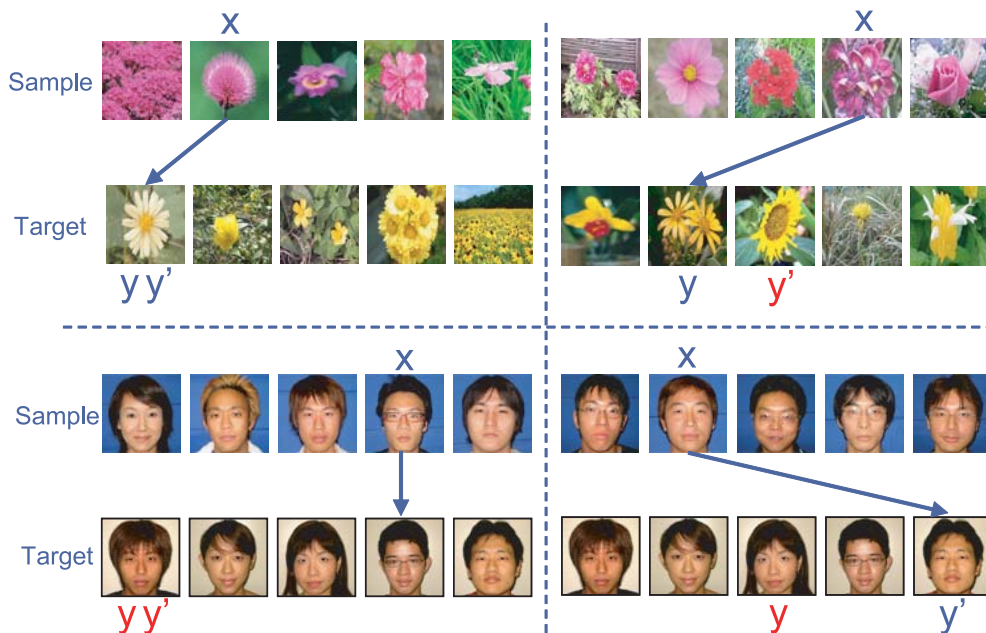 x x
Sample
Target
y y’ y y’
x x
Sample
Target
y y’ y y’